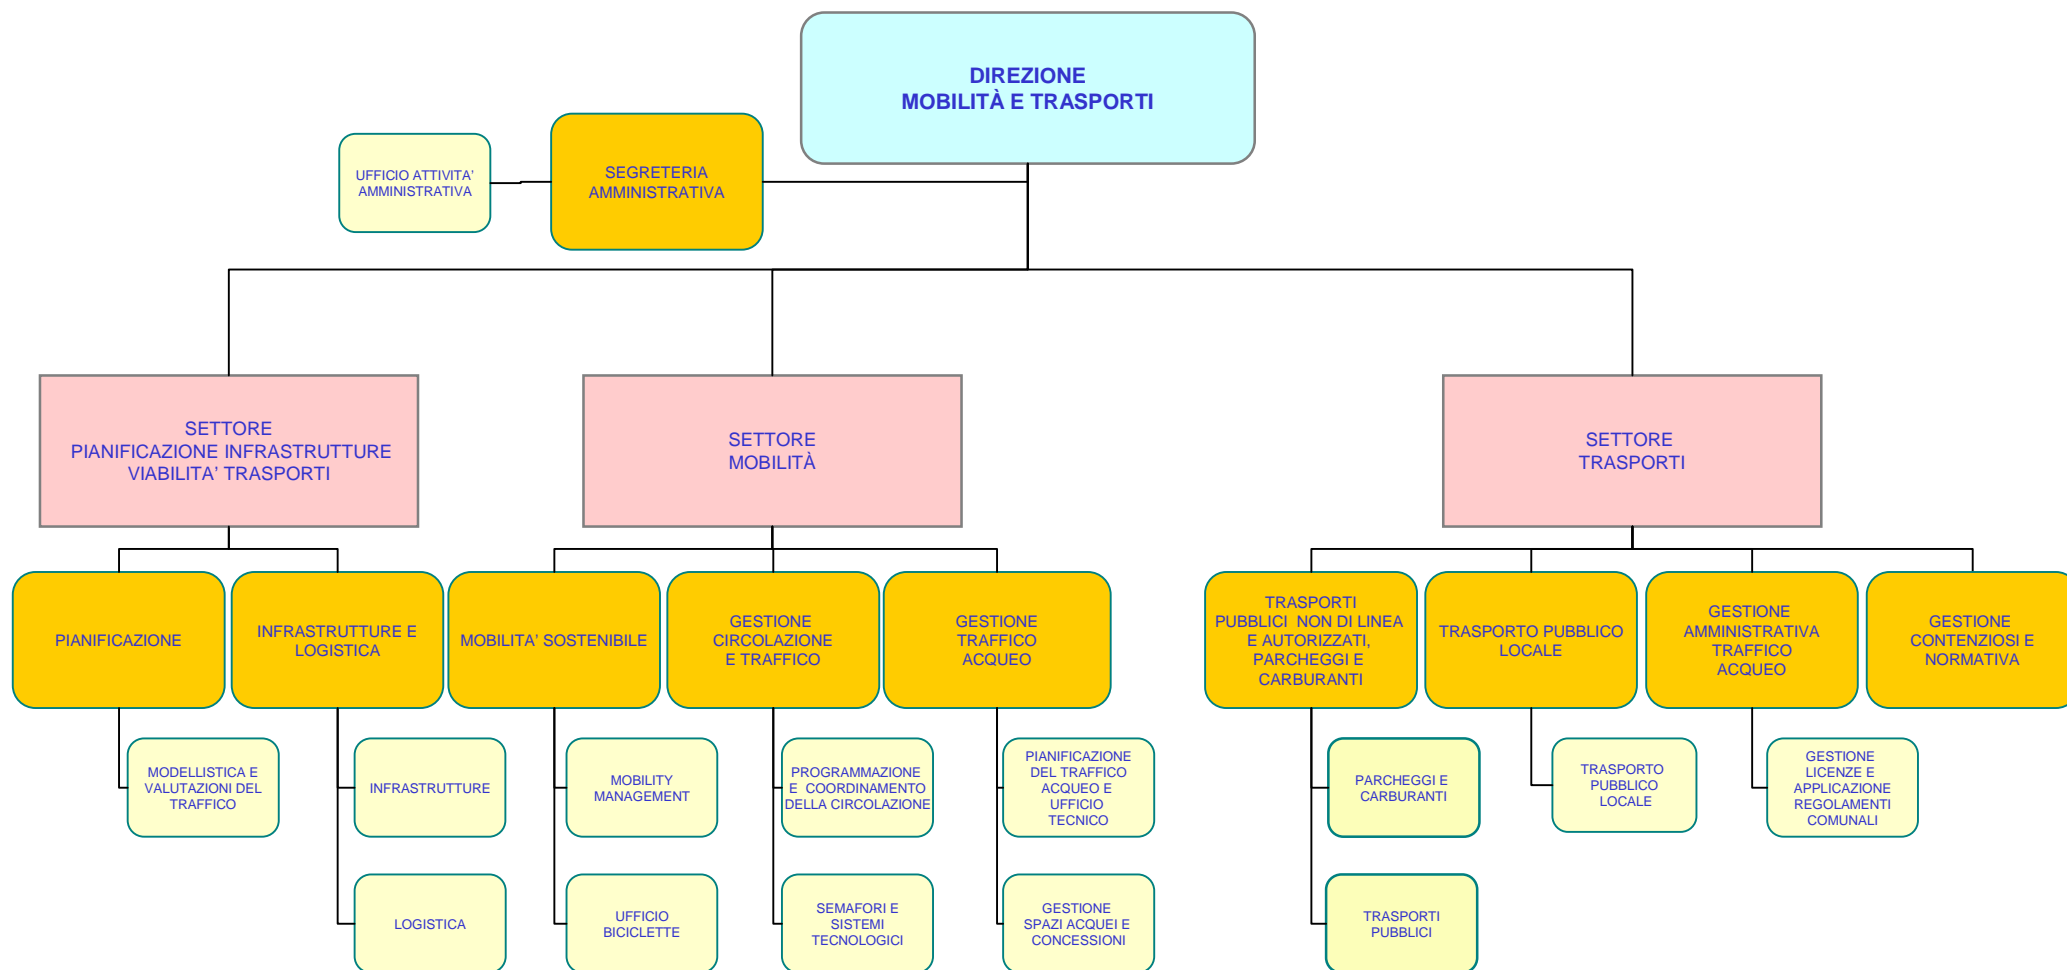 DIREZIONE
MOBILITÀ E TRASPORTI
UFFICIO ATTIVITA’
AMMINISTRATIVA
SEGRETERIA
AMMINISTRATIVA
SETTORE
PIANIFICAZIONE INFRASTRUTTURE
VIABILITA’ TRASPORTI
SETTORE
MOBILITÀ
SETTORE
TRASPORTI
PIANIFICAZIONE
INFRASTRUTTURE E
LOGISTICA
MOBILITA’ SOSTENIBILE
GESTIONE
CIRCOLAZIONE
E TRAFFICO
GESTIONE
TRAFFICO
ACQUEO
TRASPORTI
PUBBLICI  NON DI LINEA
E AUTORIZZATI,
PARCHEGGI E
CARBURANTI
TRASPORTO PUBBLICO
LOCALE
GESTIONE
AMMINISTRATIVA
TRAFFICO
ACQUEO
GESTIONE
CONTENZIOSI E
NORMATIVA
MODELLISTICA E
VALUTAZIONI DEL
TRAFFICO
INFRASTRUTTURE
MOBILITY
MANAGEMENT
PROGRAMMAZIONE
E  COORDINAMENTO
DELLA CIRCOLAZIONE
PIANIFICAZIONE
DEL TRAFFICO
ACQUEO E
UFFICIO
TECNICO
PARCHEGGI E
CARBURANTI
TRASPORTO
PUBBLICO
LOCALE
GESTIONE
LICENZE E
APPLICAZIONE
REGOLAMENTI
COMUNALI
LOGISTICA
UFFICIO
BICICLETTE
SEMAFORI E
SISTEMI
TECNOLOGICI
GESTIONE
SPAZI ACQUEI E
CONCESSIONI
TRASPORTI
PUBBLICI